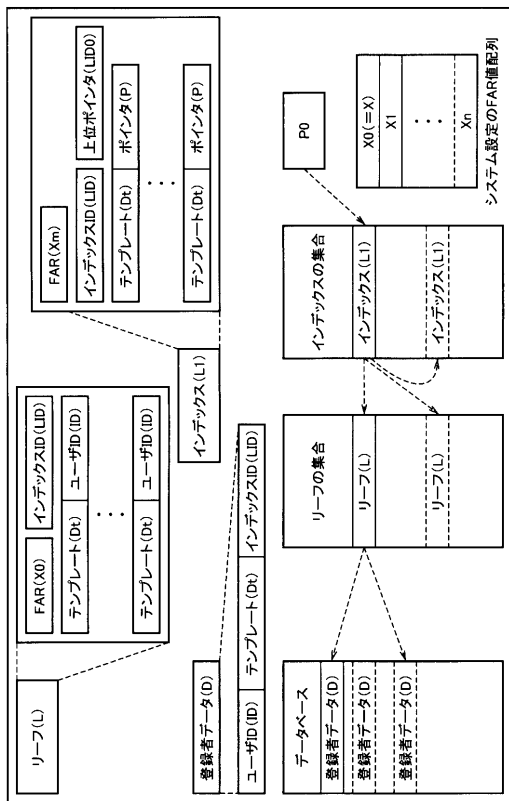 リーフ(L)
FAR(X0)
インデックスID(LID)
テンプレート(Dt)
ユーザID(ID)
⋮
テンプレート(Dt)
ユーザID(ID)
FAR(Xm)
インデックスID(LID)
上位ポインタ(LID0)
テンプレート(Dt)
ポインタ(P)
⋮
テンプレート(Dt)
ポインタ(P)
インデックス(L1)
登録者データ(D)
ユーザID(ID)
テンプレート(Dt)
インデックスID(LID)
データベース
登録者データ(D)
登録者データ(D)
登録者データ(D)
リーフの集合
リーフ(L)
リーフ(L)
インデックスの集合
インデックス(L1)
インデックス(L1)
P0
X0(=X)
X1
⋮
Xn
システム設定のFAR値配列